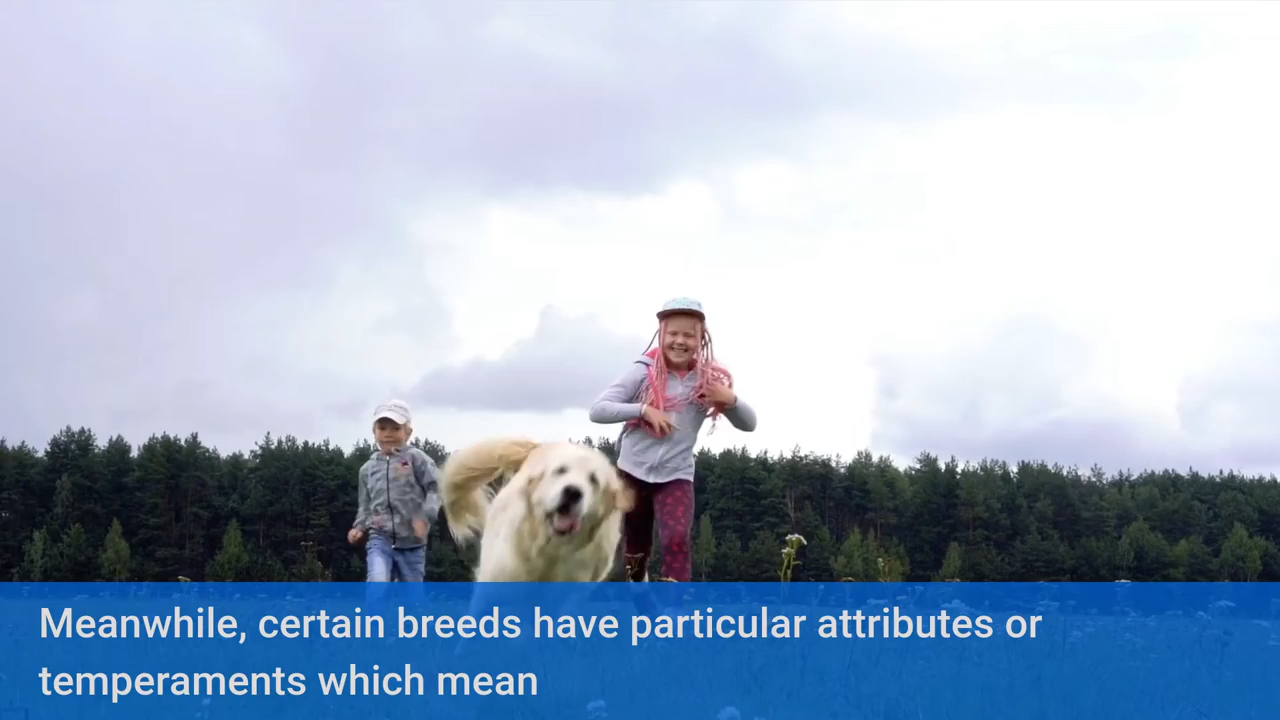 Meanwhile, certain breeds have particular attributes or
temperaments which mean